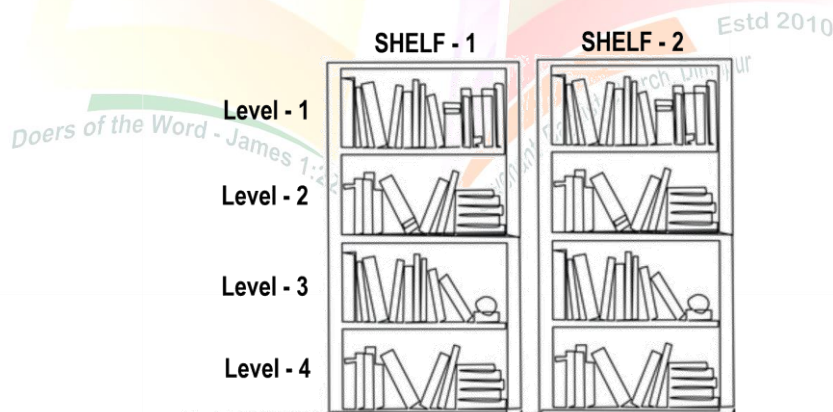 Estd 2010
SHELF - 1
SHELF - 2
Level - 1
Doers of the Word - James 1:22
Level - 2
Level - 3
Level - 4